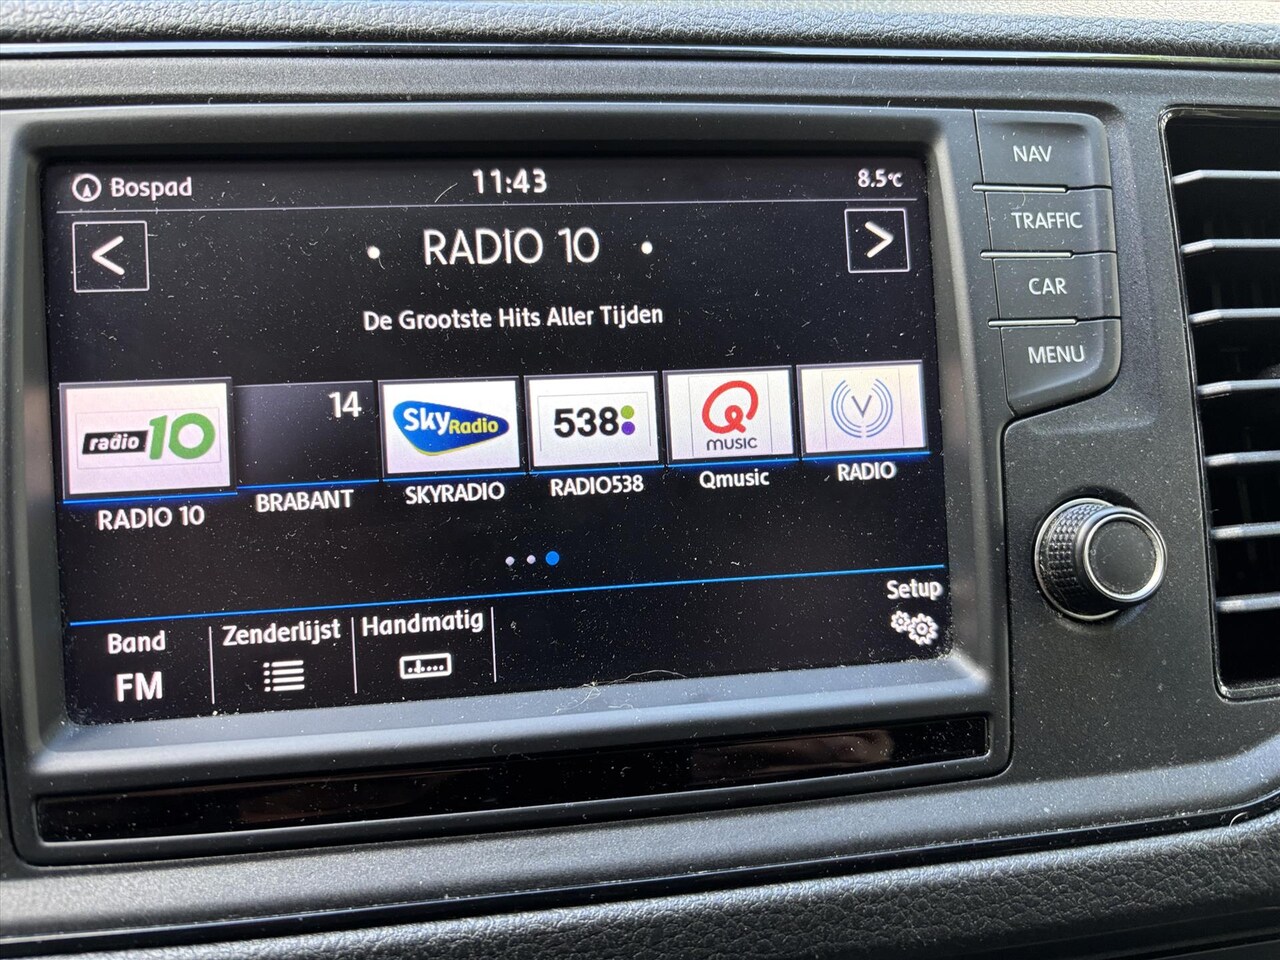 Bospad 11:43 8.5°C
< RADIO 10 >
De Grootste Hits Aller Tijden
radio 10
14
Sky Radio
538
Q MUSIC
V
RADIO 10
BRABANT
SKYRADIO
RADIO538
Qmusic
RADIO
Band
FM
Zenderlijst
Handmatig
Setup
NAV
TRAFFIC
CAR
MENU